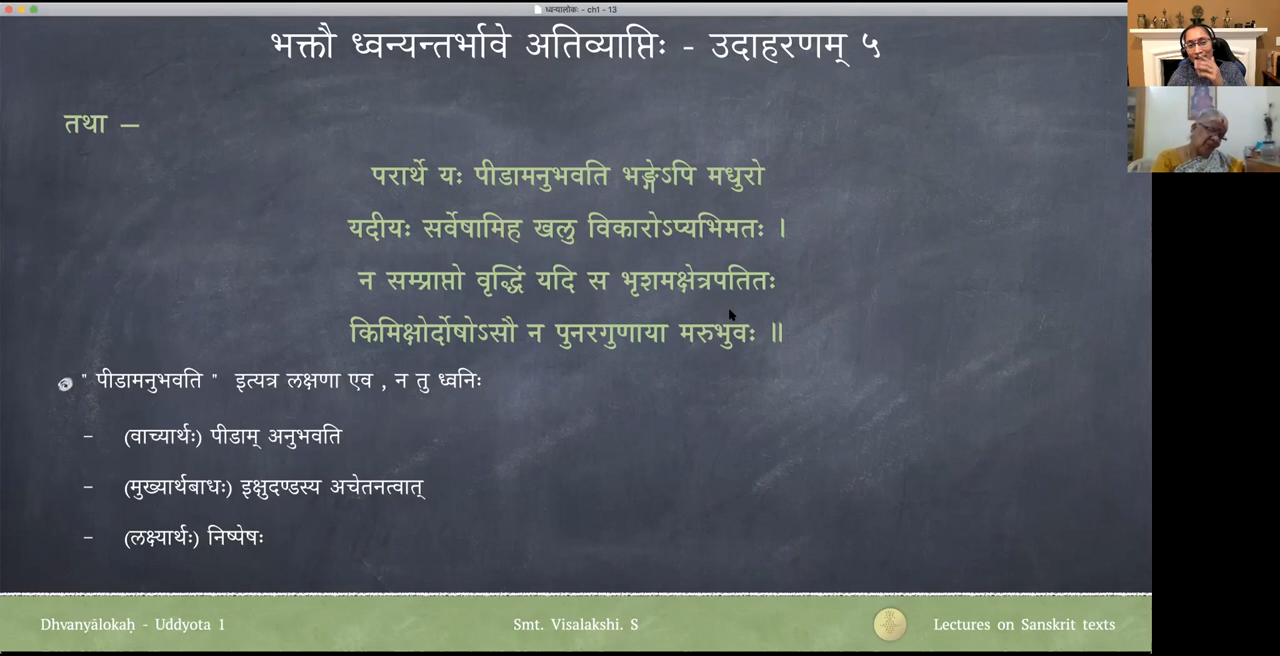 ध्वन्यालोकः - ch1 - 13
भक्तौ ध्वन्यन्तर्भावे अतिव्याप्तिः - उदाहरणम् ५
तथा –
परार्थे यः पीडामनुभवति भङ्गेऽपि मधुरो
यदीयः सर्वेषामिह खलु विकारोऽप्यभिमतः ।
न सम्प्राप्तो वृद्धिं यदि स भृशमक्षेत्रपतितः
किमिक्षोर्दोषोऽसौ न पुनरगुणाया मरुभुवः ॥
" पीडामनुभवति " इत्यत्र लक्षणा एव , न तु ध्वनिः
– (वाच्यार्थः) पीडाम् अनुभवति
– (मुख्यार्थबाधः) इक्षुदण्डस्य अचेतनत्वात्
– (लक्ष्यार्थः) निष्पेषः
Dhvanyālokaḥ - Uddyota 1
Smt. Visalakshi. S
Lectures on Sanskrit texts